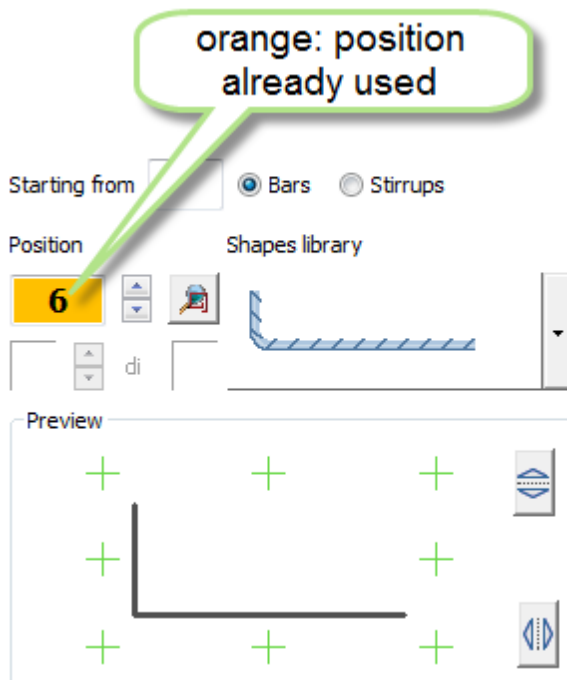 orange: position
already used
Starting from
Bars
Stirrups
Position
Shapes library
6
di
Preview